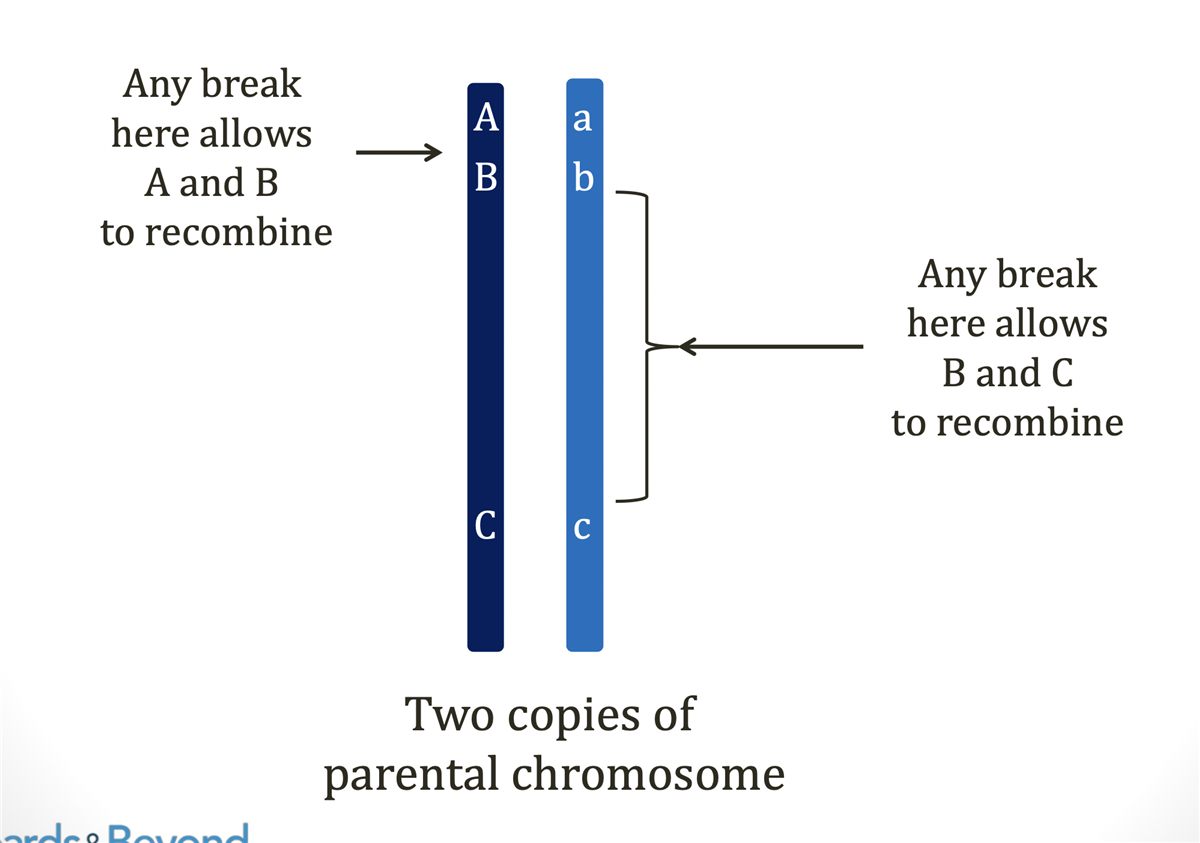 Any break
here allows
A and B
to recombine
A
B
C
a
b
c
Any break
here allows
B and C
to recombine
Two copies of
parental chromosome
Beyond